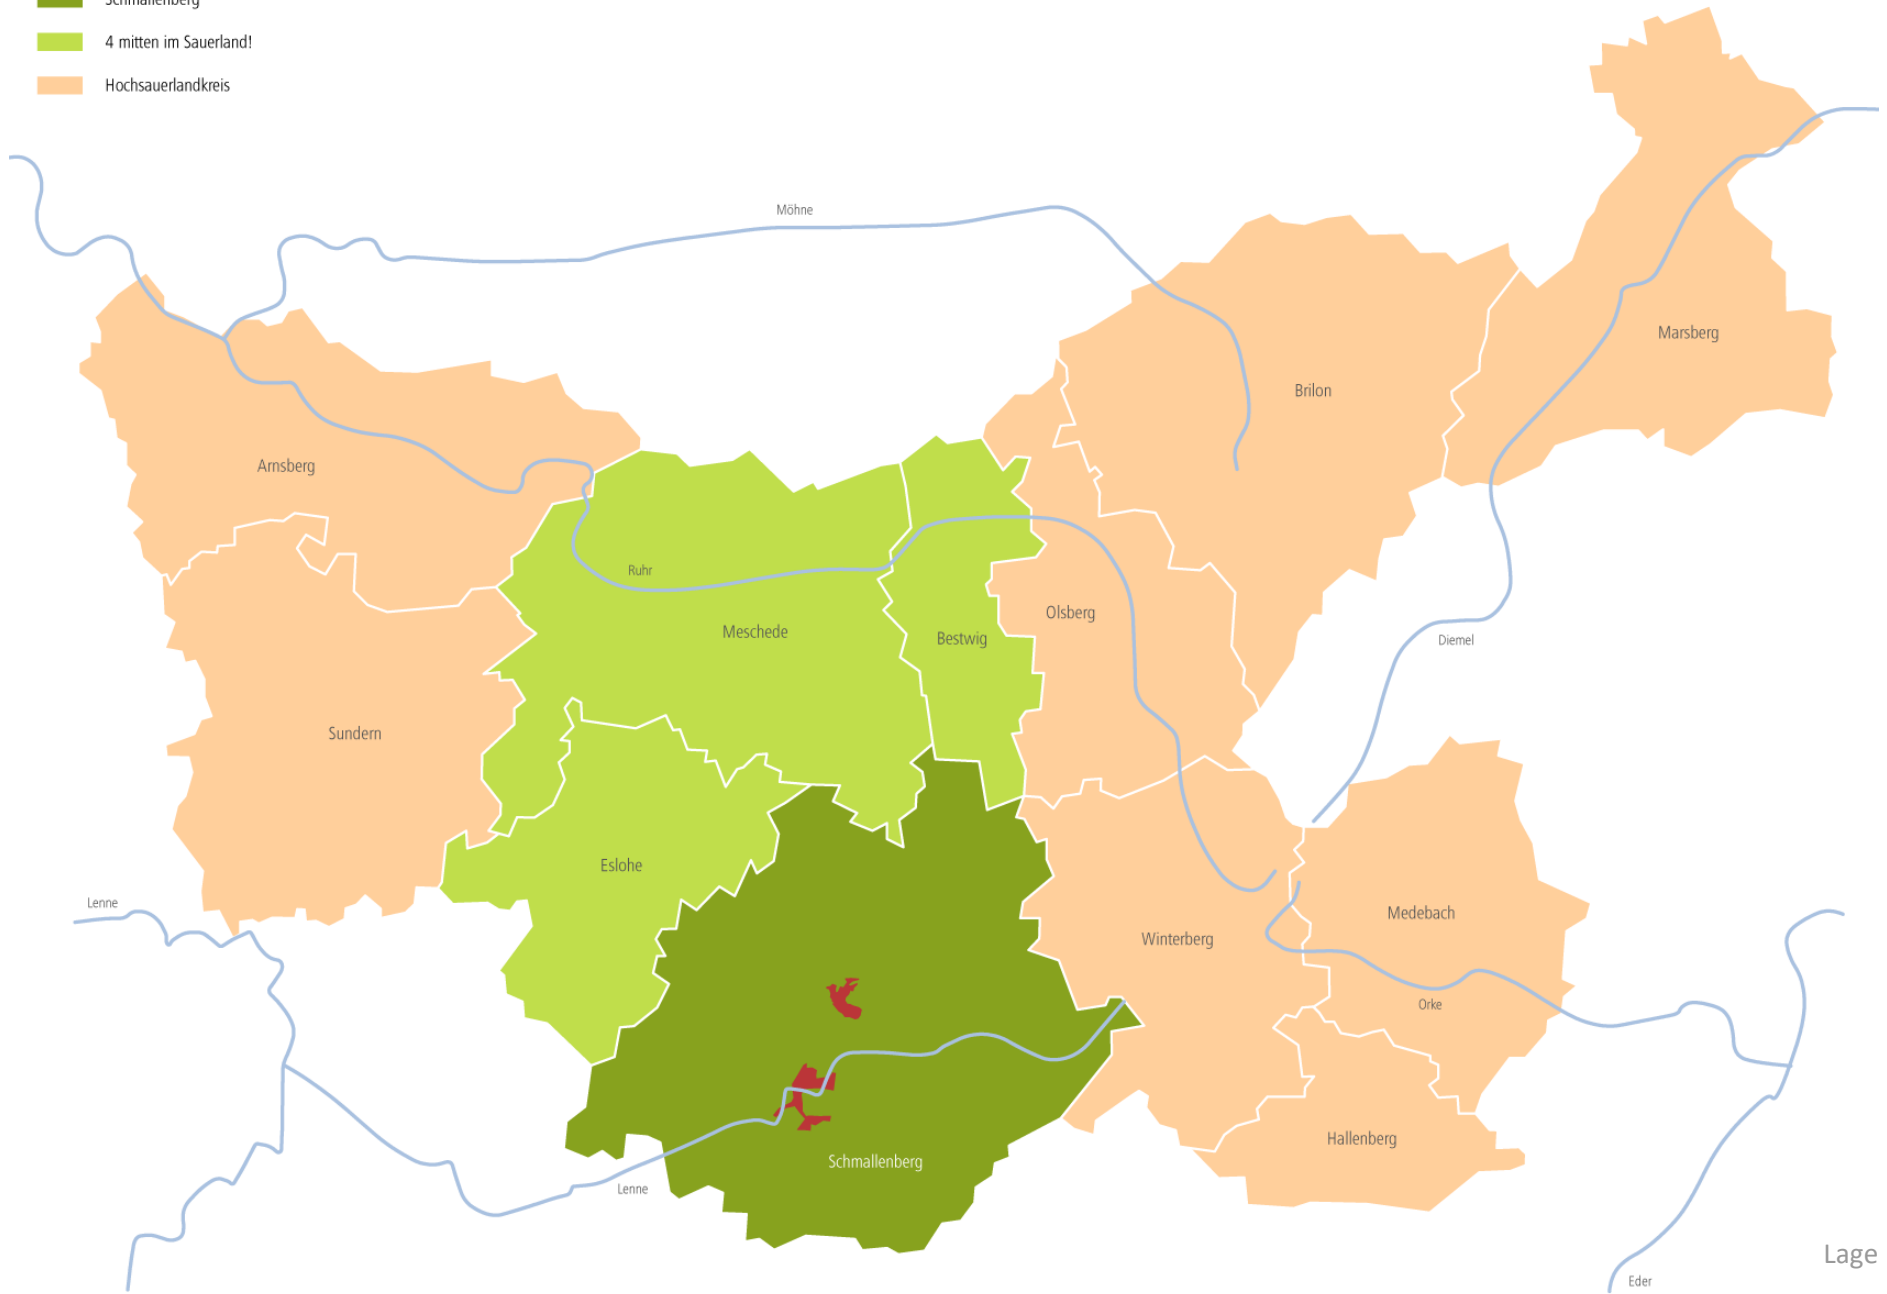 Schmallenberg
4 mitten im Sauerland!
Hochsauerlandkreis
Möhne
Marsberg
Brilon
Arnsberg
Ruhr
Olsberg
Meschede
Bestwig
Diemel
Sundern
Eslohe
Lenne
Medebach
Winterberg
Orke
Hallenberg
Schmallenberg
Lenne
Lage
Eder